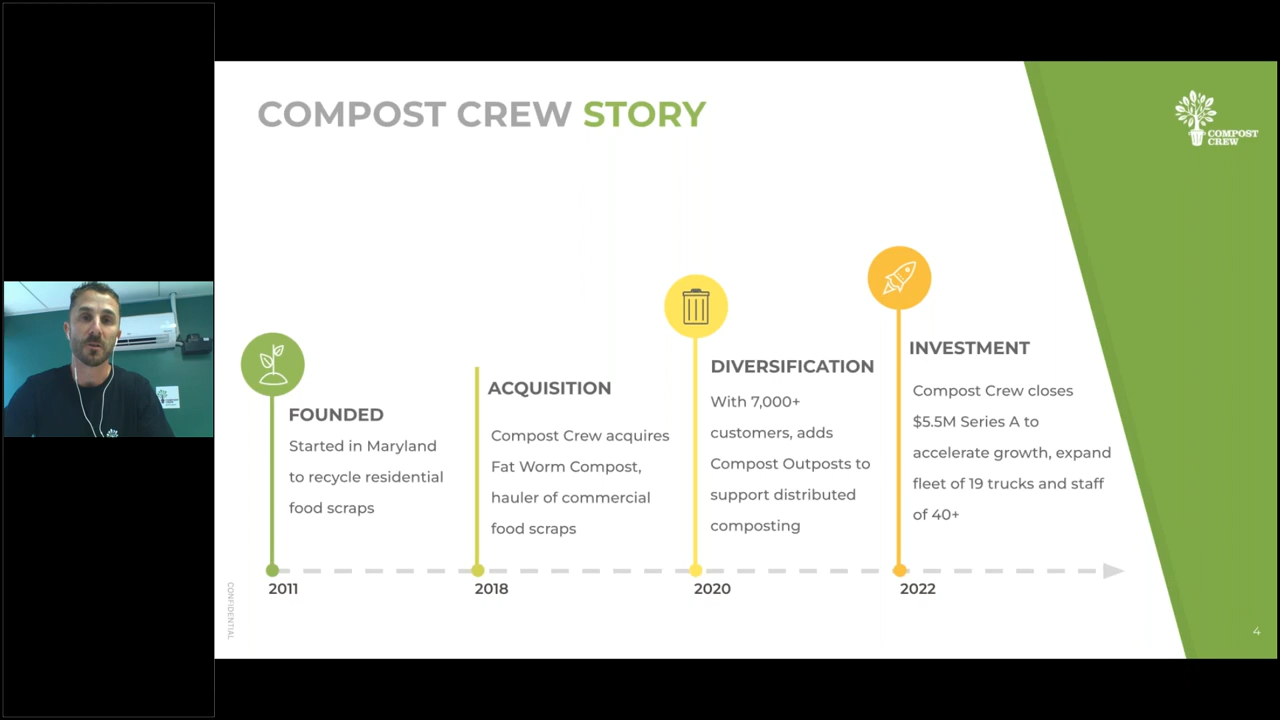 COMPOST CREW STORY
COMPOST
CREW
FOUNDED
Started in Maryland
to recycle residential
food scraps
ACQUISITION
Compost Crew acquires
Fat Worm Compost,
hauler of commercial
food scraps
DIVERSIFICATION
With 7,000+
customers, adds
Compost Outposts to
support distributed
composting
INVESTMENT
Compost Crew closes
$5.5M Series A to
accelerate growth, expand
fleet of 19 trucks and staff
of 40+
2011
2018
2020
2022
CONFIDENTIAL
4